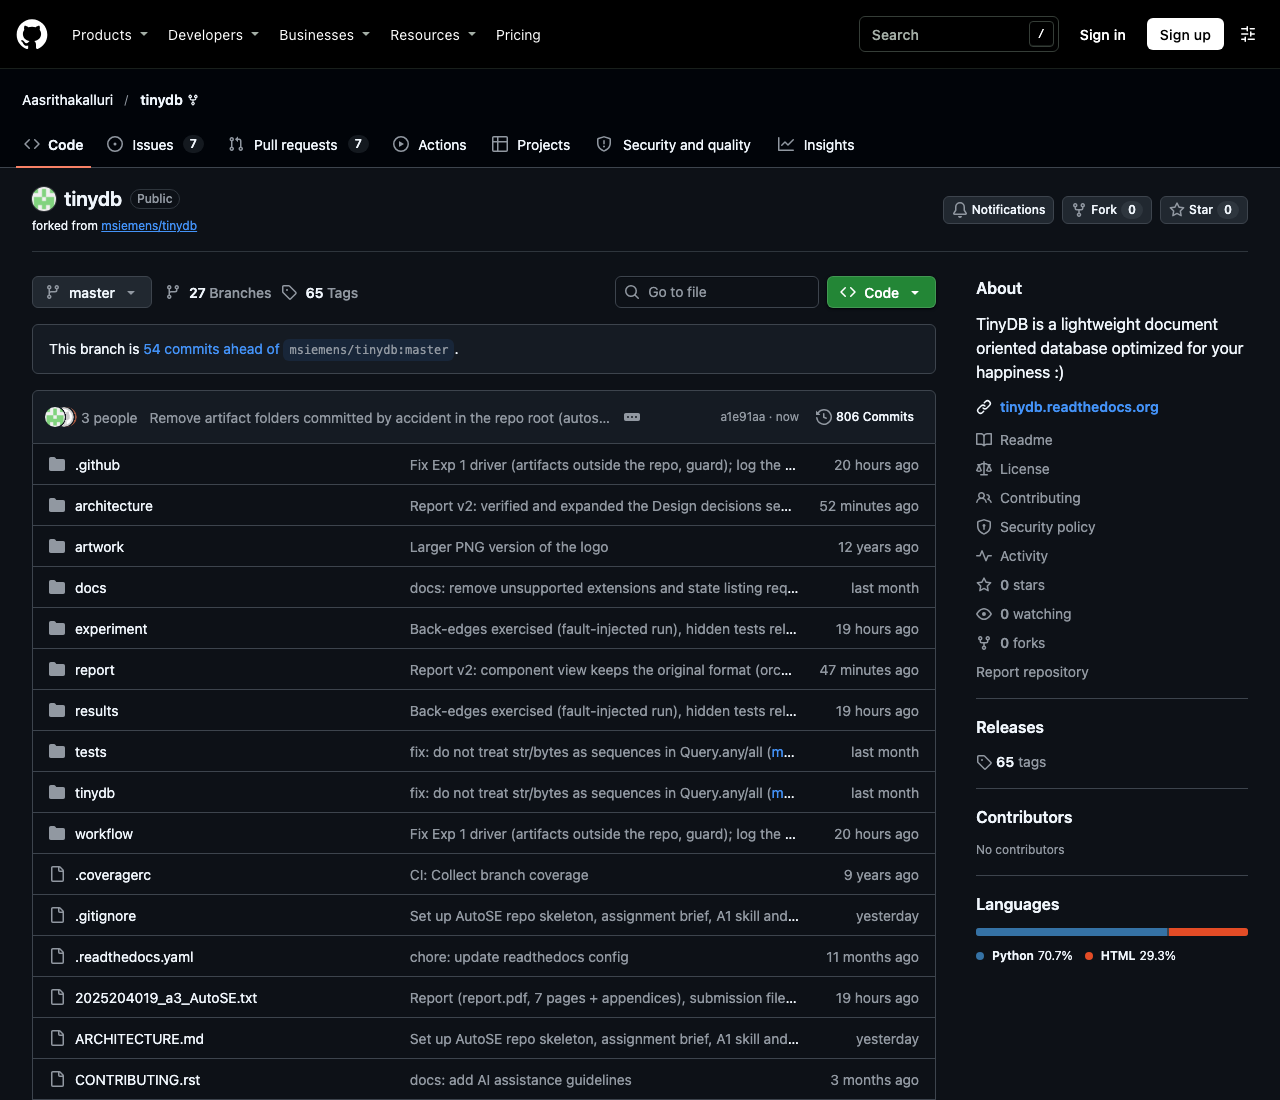 Products Developers Businesses Resources Pricing Search / Sign in Sign up
Aasrithakalluri / tinydb
Code Issues 7 Pull requests 7 Actions Projects Security and quality Insights
tinydb Public
forked from msiemens/tinydb
Notifications Fork 0 Star 0
master 27 Branches 65 Tags Go to file Code
This branch is 54 commits ahead of msiemens/tinydb:master.
3 people Remove artifact folders committed by accident in the repo root (autos... a1e91aa · now 806 Commits
.github Fix Exp 1 driver (artifacts outside the repo, guard); log the ... 20 hours ago
architecture Report v2: verified and expanded the Design decisions se... 52 minutes ago
artwork Larger PNG version of the logo 12 years ago
docs docs: remove unsupported extensions and state listing req... last month
experiment Back-edges exercised (fault-injected run), hidden tests rel... 19 hours ago
report Report v2: component view keeps the original format (orc... 47 minutes ago
results Back-edges exercised (fault-injected run), hidden tests rel... 19 hours ago
tests fix: do not treat str/bytes as sequences in Query.any/all (m... last month
tinydb fix: do not treat str/bytes as sequences in Query.any/all (m... last month
workflow Fix Exp 1 driver (artifacts outside the repo, guard); log the ... 20 hours ago
.coveragerc CI: Collect branch coverage 9 years ago
.gitignore Set up AutoSE repo skeleton, assignment brief, A1 skill and... yesterday
.readthedocs.yaml chore: update readthedocs config 11 months ago
2025204019_a3_AutoSE.txt Report (report.pdf, 7 pages + appendices), submission file... 19 hours ago
ARCHITECTURE.md Set up AutoSE repo skeleton, assignment brief, A1 skill and... yesterday
CONTRIBUTING.rst docs: add AI assistance guidelines 3 months ago
About
TinyDB is a lightweight document
oriented database optimized for your
happiness :)
tinydb.readthedocs.org
Readme
License
Contributing
Security policy
Activity
0 stars
0 watching
0 forks
Report repository
Releases
65 tags
Contributors
No contributors
Languages
Python 70.7% HTML 29.3%